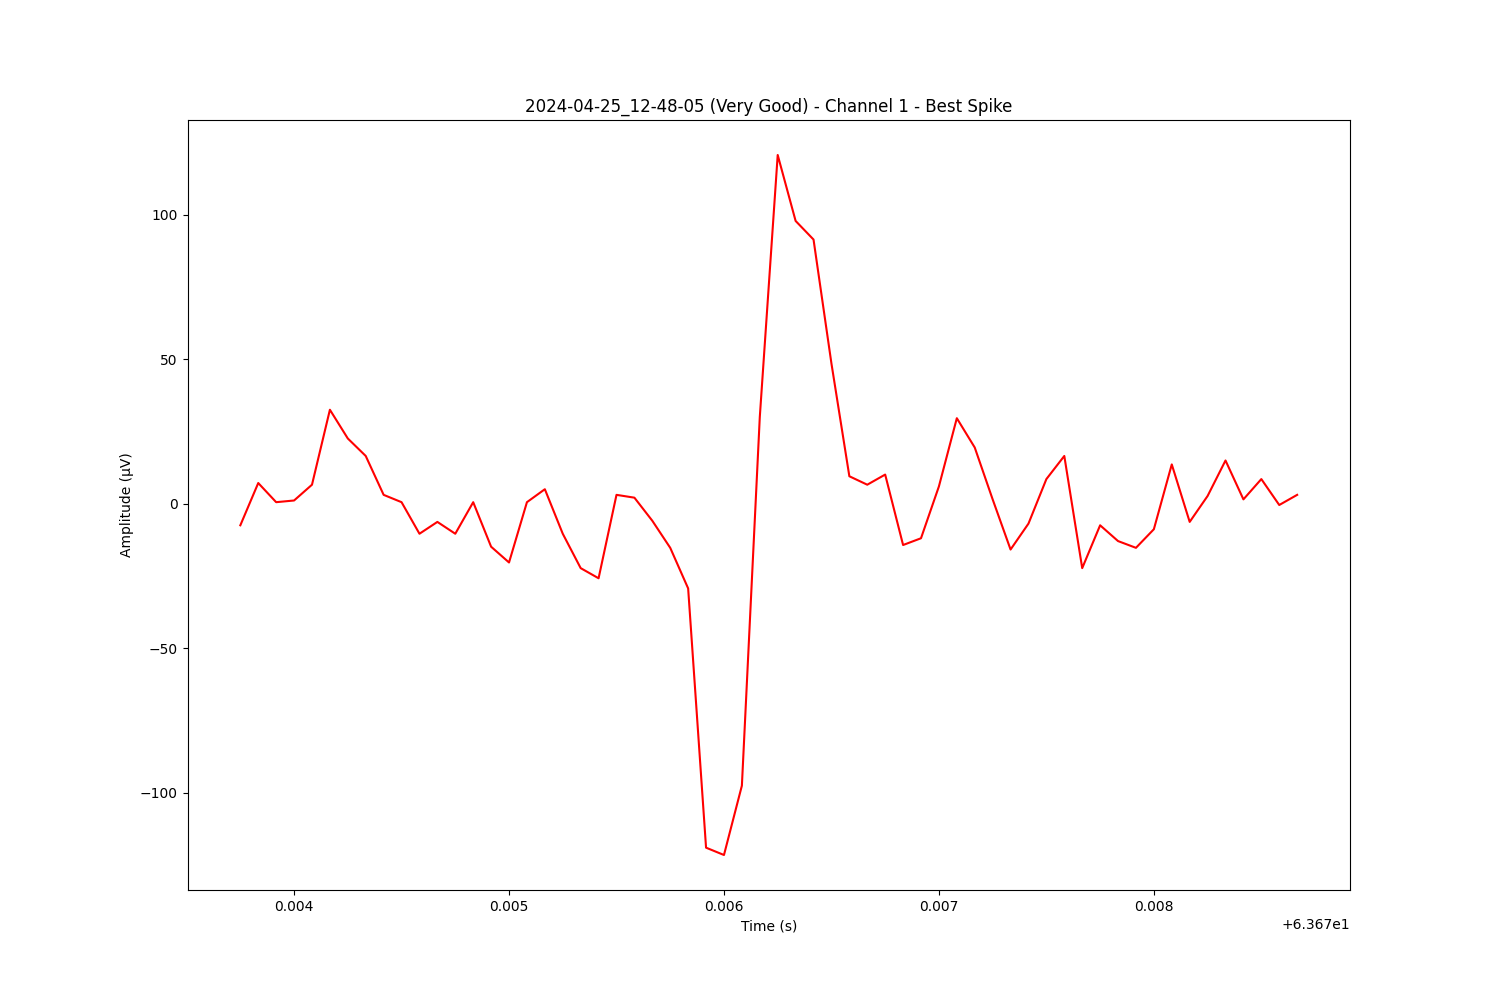 2024-04-25_12-48-05 (Very Good) - Channel 1 - Best Spike
Amplitude (µV)
100
50
0
−50
−100
0.004
0.005
0.006
0.007
0.008
Time (s)
+6.367e1